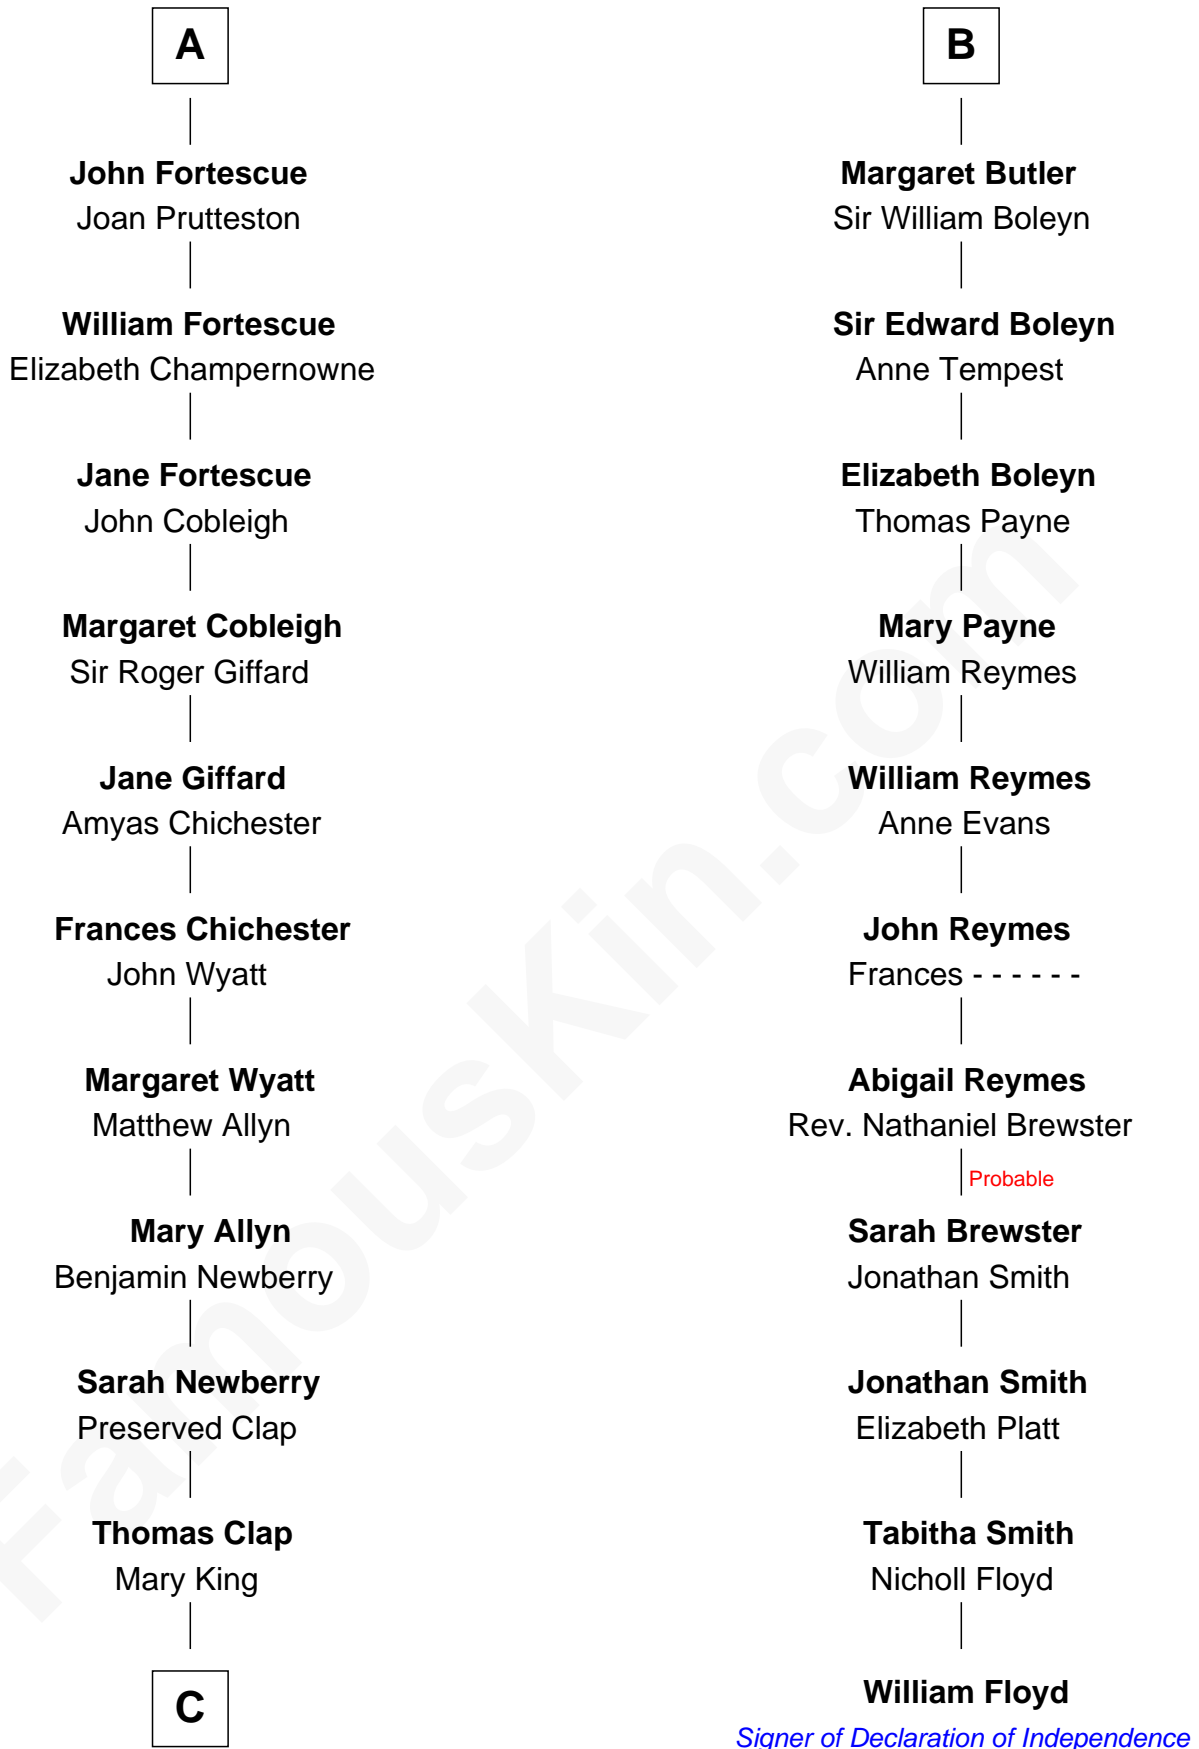 A
John Fortescue
Joan Prutteston
William Fortescue
Elizabeth Champernowne
Jane Fortescue
John Cobleigh
Margaret Cobleigh
Sir Roger Giffard
Jane Giffard
Amyas Chichester
Frances Chichester
John Wyatt
Margaret Wyatt
Matthew Allyn
Mary Allyn
Benjamin Newberry
Sarah Newberry
Preserved Clap
Thomas Clap
Mary King
C
B
Margaret Butler
Sir William Boleyn
Sir Edward Boleyn
Anne Tempest
Elizabeth Boleyn
Thomas Payne
Mary Payne
William Reymes
William Reymes
Anne Evans
John Reymes
Frances - - - - - -
Abigail Reymes
Rev. Nathaniel Brewster
Probable
Sarah Brewster
Jonathan Smith
Jonathan Smith
Elizabeth Platt
Tabitha Smith
Nicholl Floyd
William Floyd
Signer of Declaration of Independence
FamousKin.com